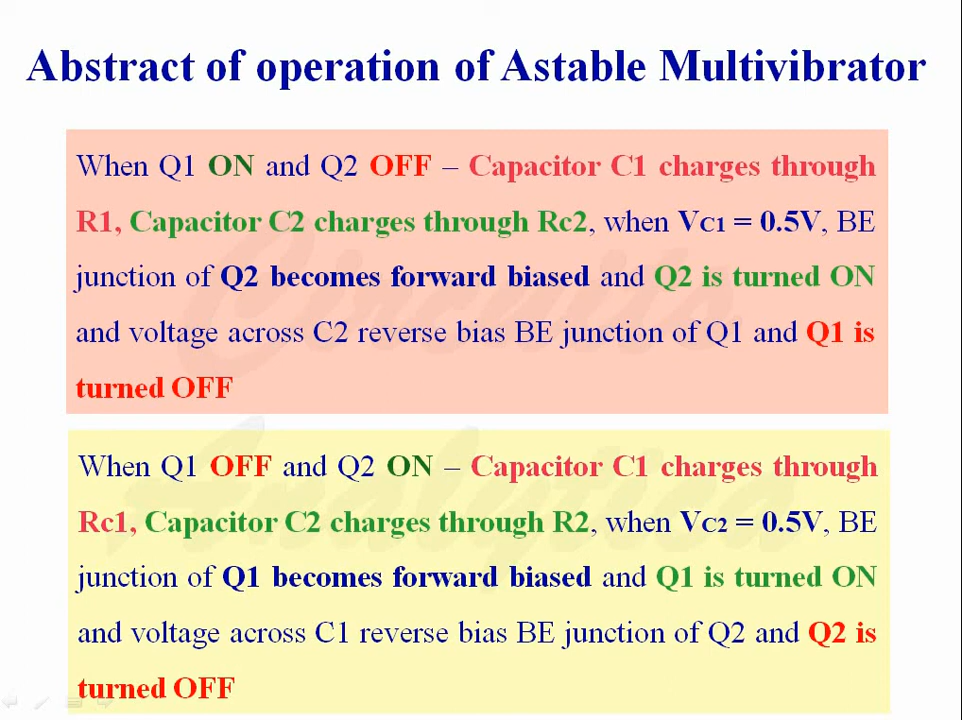 Abstract of operation of Astable Multivibrator
When Q1 ON and Q2 OFF – Capacitor C1 charges through
R1, Capacitor C2 charges through Rc2, when VC1 = 0.5V, BE
junction of Q2 becomes forward biased and Q2 is turned ON
and voltage across C2 reverse bias BE junction of Q1 and Q1 is
turned OFF
When Q1 OFF and Q2 ON – Capacitor C1 charges through
Rc1, Capacitor C2 charges through R2, when VC2 = 0.5V, BE
junction of Q1 becomes forward biased and Q1 is turned ON
and voltage across C1 reverse bias BE junction of Q2 and Q2 is
turned OFF